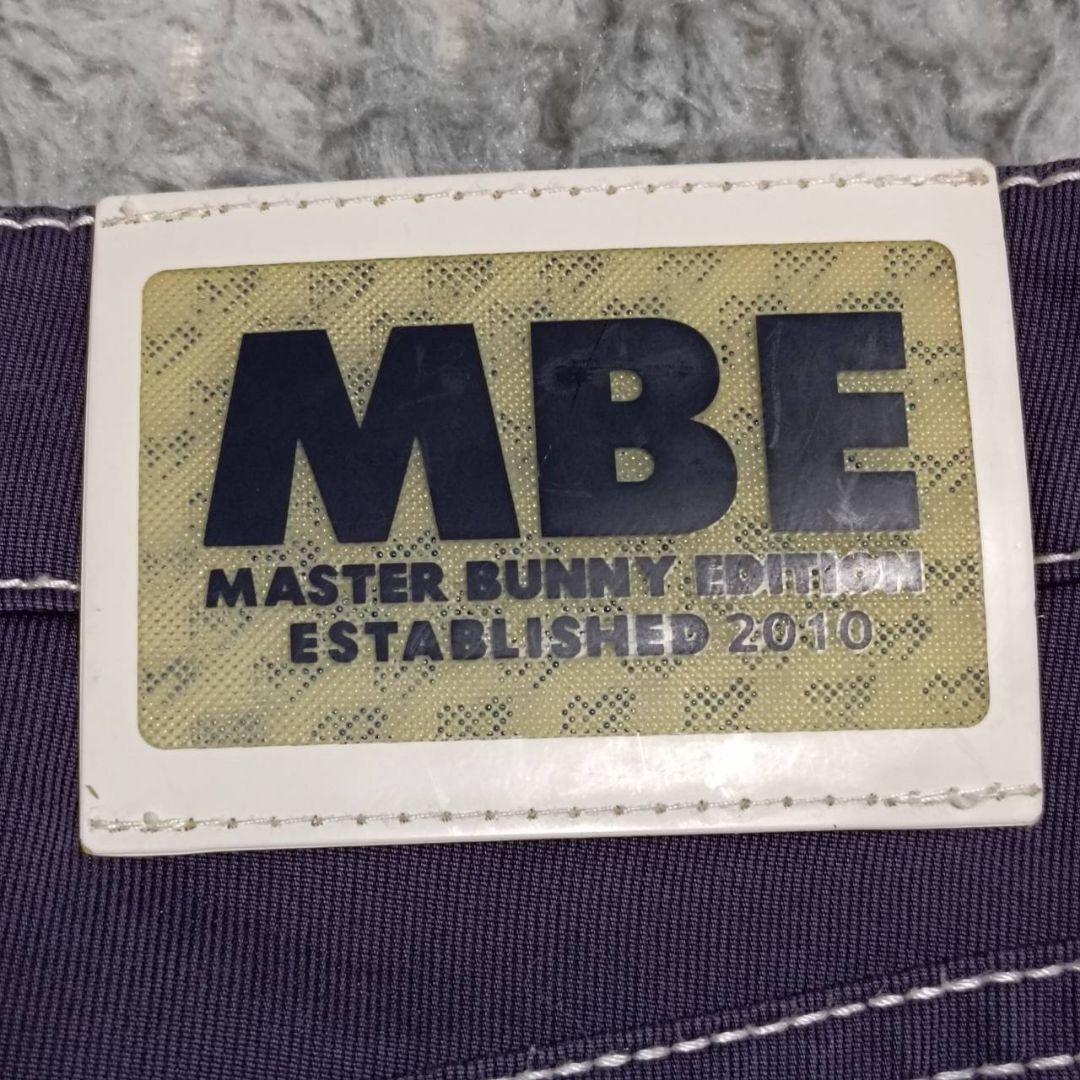 MBE
MASTER BUNNY EDITION
ESTABLISHED 2010